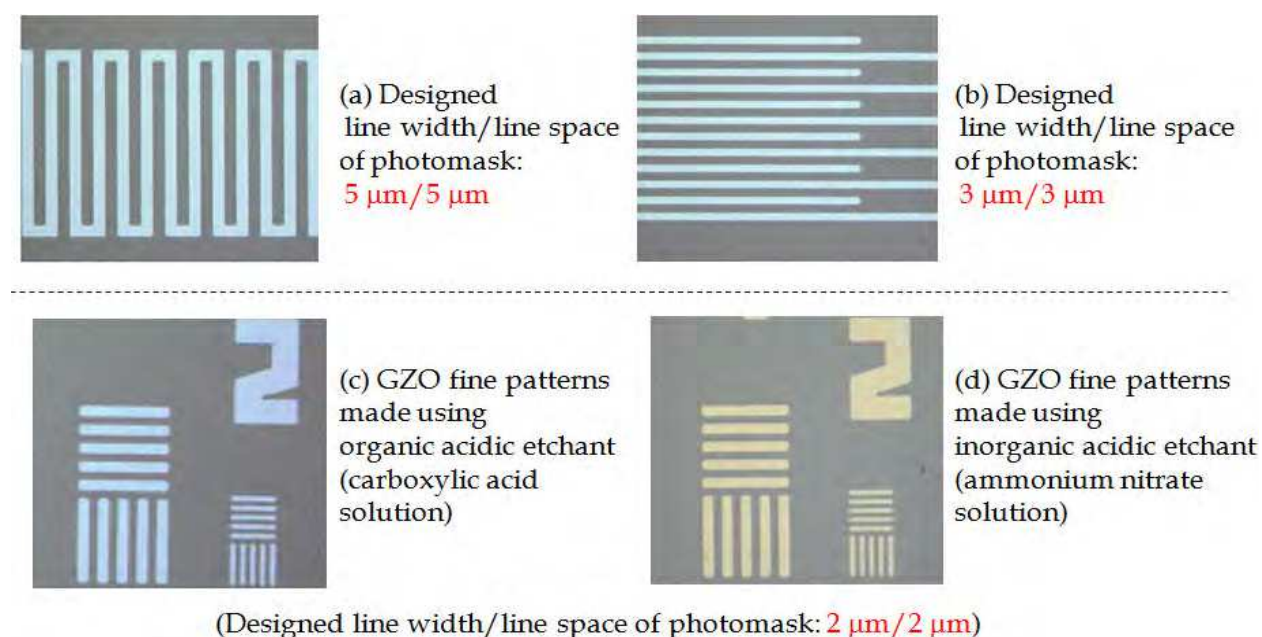 (a) Designed
line width/line space
of photomask:
5 μm/5 μm
(b) Designed
line width/line space
of photomask:
3 μm/3 μm
2
(c) GZO fine patterns
made using
organic acidic etchant
(carboxylic acid
solution)
2
(d) GZO fine patterns
made using
inorganic acidic etchant
(ammonium nitrate
solution)
(Designed line width/line space of photomask: 2 μm/2 μm)